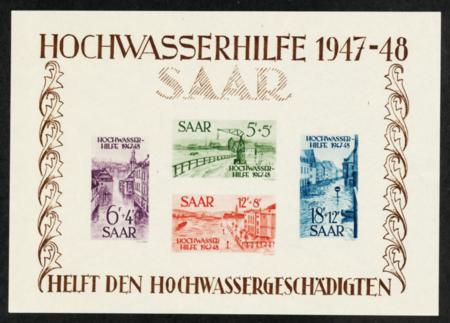 HOCHWASSERHILFE 1947-48
SAAR
HOCHWASSER-
HILFE 1947-48
6+4
SAAR
SAAR
5+5
HOCHWASSER-
HILFE 1947-48
SAAR
12+8
HOCHWASSER-
HILFE 1947-48
HOCHWASSER-
HILFE 1947-48
18+12
SAAR
HELFT DEN HOCHWASSERGESCHÄDIGTEN